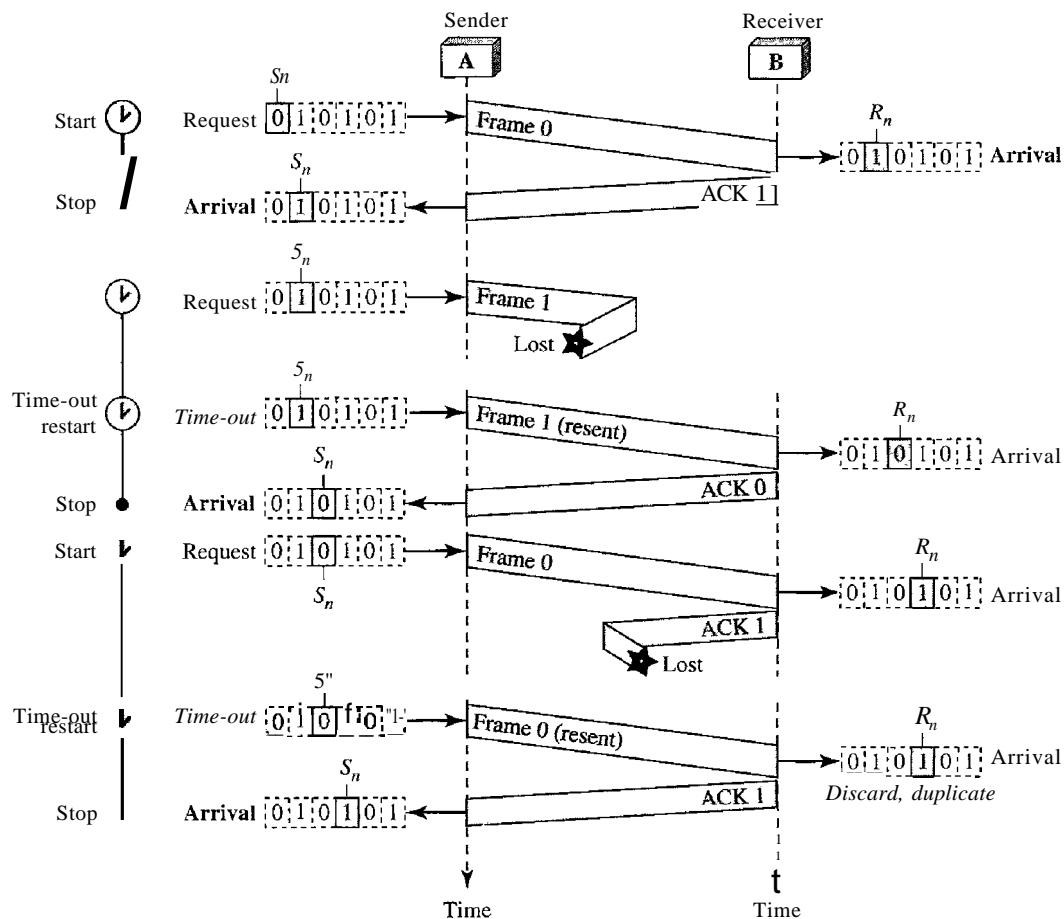 Sender Receiver
A B
Sn
Start Request 0 1 0 1 0 1 Frame 0
Rn
0 1 0 1 0 1 Arrival
Sn
Stop Arrival 0 1 0 1 0 1 ACK 1
5n
Request 0 1 0 1 0 1 Frame 1
Lost
5n
Time-out
restart
Time-out 0 1 0 1 0 1 Frame 1 (resent)
Rn
0 1 0 1 0 1 Arrival
Sn
Stop Arrival 0 1 0 1 0 1 ACK 0
Start Request 0 1 0 1 0 1 Frame 0
Sn
Rn
0 1 0 1 0 1 Arrival
ACK 1
Lost
5"
Time-out
restart
Time-out 0 0 0 Frame 0 (resent)
Rn
0 1 0 1 0 1 Arrival
Discard, duplicate
Sn
Stop Arrival 0 1 0 1 0 1 ACK 1
t
Time Time